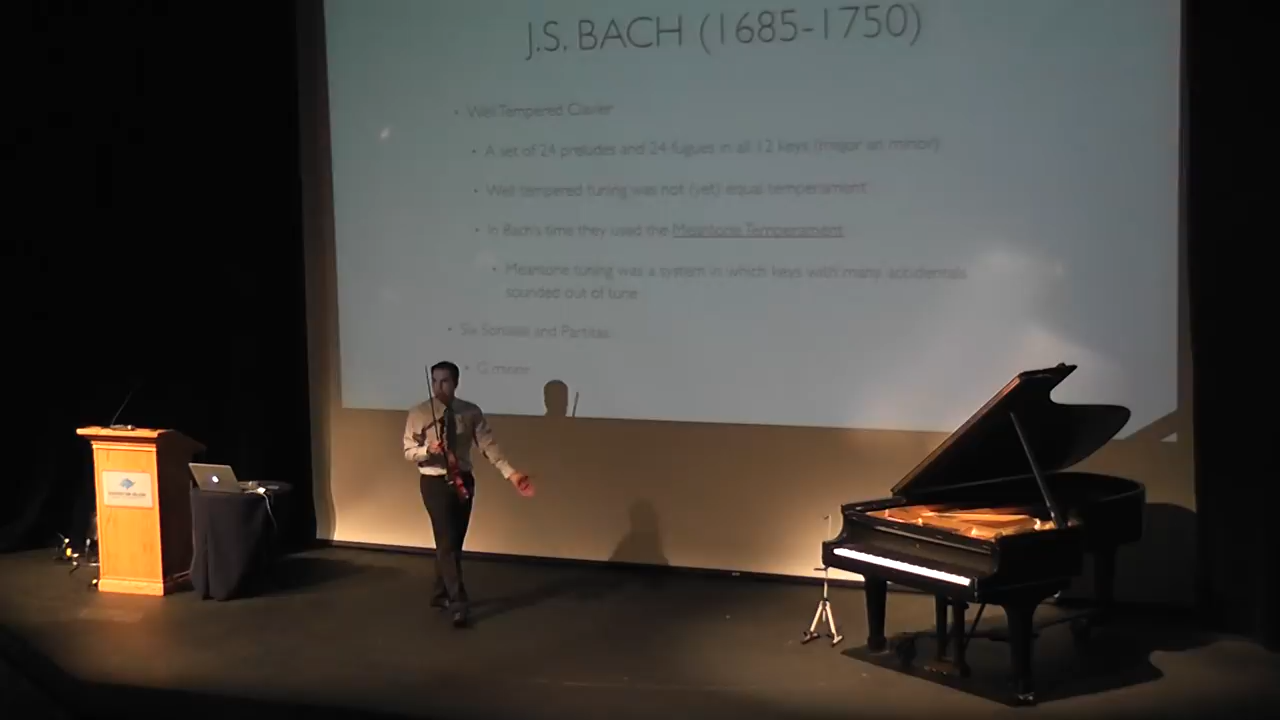 J.S. BACH (1685-1750)
• Well Tempered Clavier
• A set of 24 preludes and 24 fugues in all 12 keys (major an minor)
• Well tempered tuning was not (yet) equal temperament
• In Bach's time they used the Meantone Temperament
• Meantone tuning was a system in which keys with many accidentals
sounded out of tune
• Six Sonatas and Partitas
• G minor